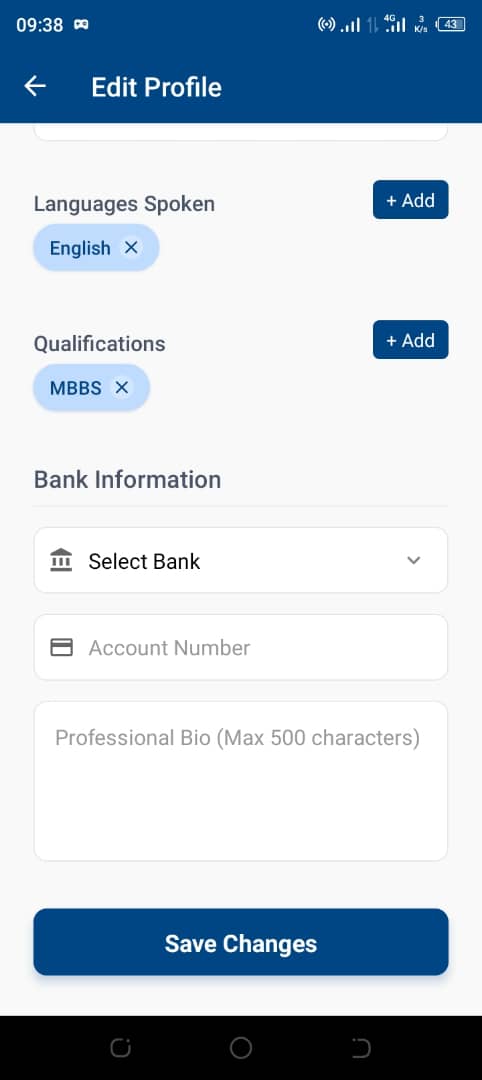 09:38 4G 3 K/s 43
Edit Profile
Languages Spoken + Add
English
Qualifications + Add
MBBS
Bank Information
Select Bank
Account Number
Professional Bio (Max 500 characters)
Save Changes